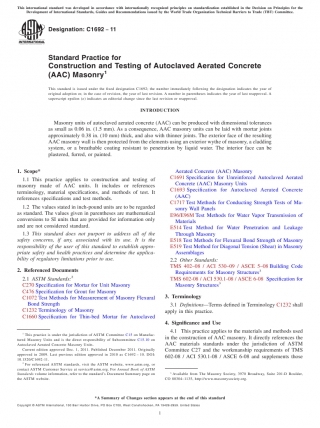 This international standard was developed in accordance with internationally recognized principles on standardization established in the Decision on Principles for the
Development of International Standards, Guides and Recommendations issued by the World Trade Organization Technical Barriers to Trade (TBT) Committee.
Designation: C1692 − 11
INTERNATIONAL
Standard Practice for
Construction and Testing of Autoclaved Aerated Concrete
(AAC) Masonry1
This standard is issued under the fixed designation C1692; the number immediately following the designation indicates the year of
original adoption or, in the case of revision, the year of last revision. A number in parentheses indicates the year of last reapproval. A
superscript epsilon (ε) indicates an editorial change since the last revision or reapproval.
INTRODUCTION
Masonry units of autoclaved aerated concrete (AAC) can be produced with dimensional tolerances
as small as 0.06 in. (1.5 mm). As a consequence, AAC masonry units can be laid with mortar joints
approximately 0.38 in. (10 mm) thick, and also with thinner joints. The exterior face of the resulting
AAC masonry wall is then protected from the elements using an exterior wythe of masonry, a cladding
system, or a breathable coating resistant to penetration by liquid water. The interior face can be
plastered, furred, or painted.
1. Scope*
1.1 This practice applies to construction and testing of
masonry made of AAC units. It includes or references
terminology, material specifications, and methods of test. It
references specifications and test methods.
1.2 The values stated in inch-pound units are to be regarded
as standard. The values given in parentheses are mathematical
conversions to SI units that are provided for information only
and are not considered standard.
1.3 This standard does not purport to address all of the
safety concerns, if any, associated with its use. It is the
responsibility of the user of this standard to establish appro-
priate safety and health practices and determine the applica-
bility of regulatory limitations prior to use.
2. Referenced Documents
2.1 ASTM Standards:2
C270 Specification for Mortar for Unit Masonry
C476 Specification for Grout for Masonry
C1072 Test Methods for Measurement of Masonry Flexural
Bond Strength
C1232 Terminology of Masonry
C1660 Specification for Thin-bed Mortar for Autoclaved
1 This practice is under the jurisdiction of ASTM Committee C15 on Manufac-
tured Masonry Units and is the direct responsibility of Subcommittee C15.10 on
Autoclaved Aerated Concrete Masonry Units.
Current edition approved Dec. 1, 2011. Published December 2011. Originally
approved in 2009. Last previous edition approved in 2010 as C1692 – 10. DOI:
2 For referenced ASTM standards, visit the ASTM website, www.astm.org, or
contact ASTM Customer Service at service@astm.org. For Annual Book of ASTM
Standards volume information, refer to the standard's Document Summary page on
the ASTM website.
Aerated Concrete (AAC) Masonry
C1691 Specification for Unreinforced Autoclaved Aerated
Concrete (AAC) Masonry Units
C1693 Specification for Autoclaved Aerated Concrete
(AAC)
C1717 Test Methods for Conducting Strength Tests of Ma-
sonry Wall Panels
E96/E96M Test Methods for Water Vapor Transmission of
Materials
E514 Test Method for Water Penetration and Leakage
Through Masonry
E518 Test Methods for Flexural Bond Strength of Masonry
E519 Test Method for Diagonal Tension (Shear) in Masonry
Assemblages
2.2 Other Standards:
TMS 402–08 / ACI 530–09 / ASCE 5–08 Building Code
Requirements for Masonry Structures3
TMS 602-08 / ACI 530.1-08 / ASCE 6-08 Specification for
Masonry Structures3
3. Terminology
3.1 Definitions—Terms defined in Terminology C1232 shall
apply in this practice.
4. Significance and Use
4.1 This practice applies to the materials and methods used
in the construction of AAC masonry. It directly references the
AAC materials standards under the jurisdiction of ASTM
Committee C27 and the workmanship requirements of TMS
602-08 / ACI 530.1-08 / ASCE 6-08 and supplements those
3 Available from The Masonry Society, 3970 Broadway, Suite 201-D, Boulder,
CO 80304-1135, http://www.masonrysociety.org.
*A Summary of Changes section appears at the end of this standard
Copyright © ASTM International, 100 Barr Harbor Drive, PO Box C700, West Conshohocken, PA 19428-2959. United States
1